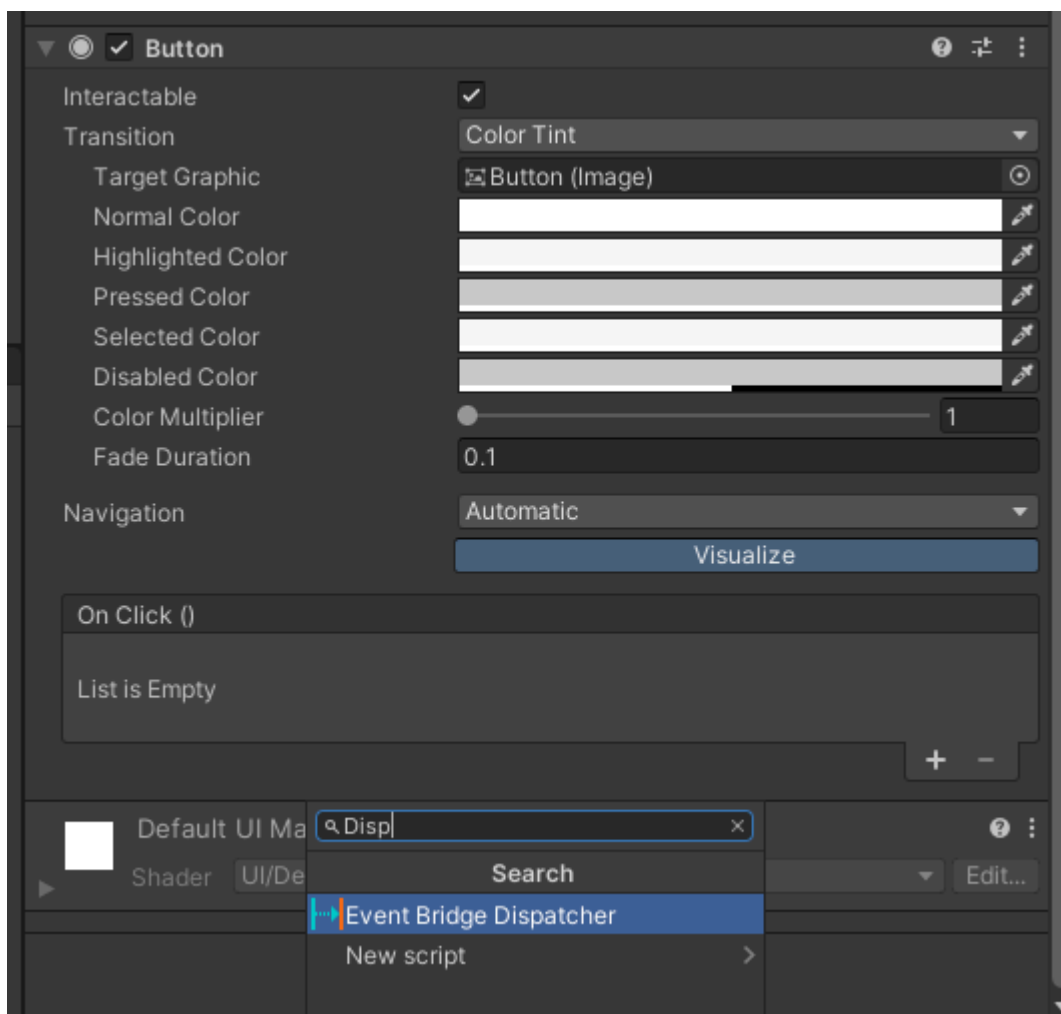 Button
Interactable
Transition Color Tint
Target Graphic Button (Image)
Normal Color
Highlighted Color
Pressed Color
Selected Color
Disabled Color
Color Multiplier 1
Fade Duration 0.1
Navigation Automatic
Visualize
On Click ()
List is Empty
+ −
Default UI Ma Disp
Shader UI/De Search Edit...
Event Bridge Dispatcher
New script